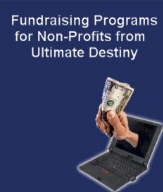 Fundraising Programs
for Non-Profits from
Ultimate Destiny